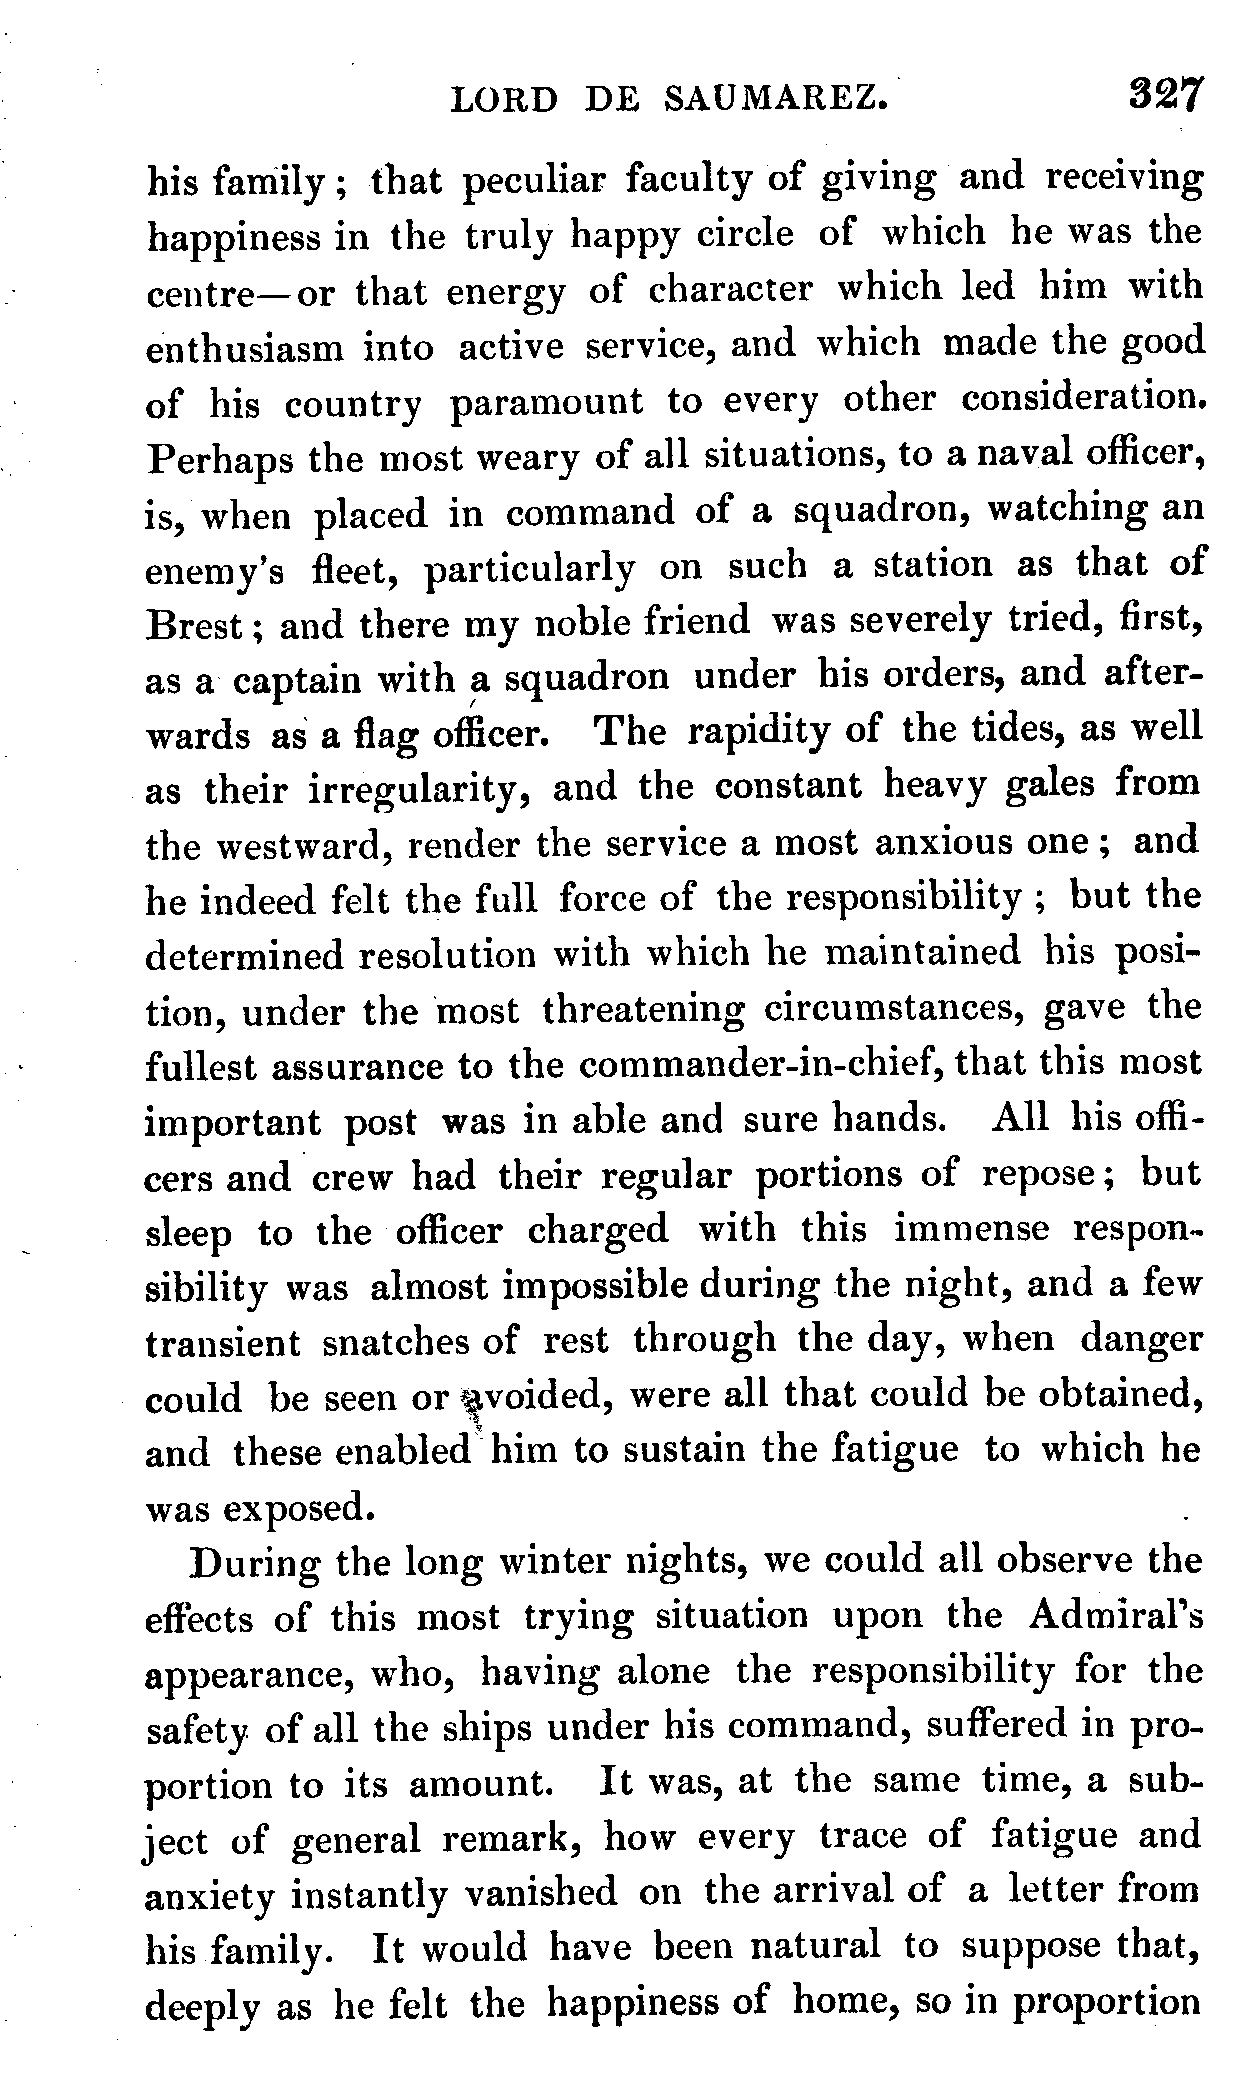 LORD DE SAUMAREZ. 327
his family; that peculiar faculty of giving and receiving
happiness in the truly happy circle of which he was the
centre—or that energy of character which led him with
enthusiasm into active service, and which made the good
of his country paramount to every other consideration.
Perhaps the most weary of all situations, to a naval officer,
is, when placed in command of a squadron, watching an
enemy's fleet, particularly on such a station as that of
Brest; and there my noble friend was severely tried, first,
as a captain with a squadron under his orders, and after-
wards as a flag officer. The rapidity of the tides, as well
as their irregularity, and the constant heavy gales from
the westward, render the service a most anxious one; and
he indeed felt the full force of the responsibility; but the
determined resolution with which he maintained his posi-
tion, under the most threatening circumstances, gave the
fullest assurance to the commander-in-chief, that this most
important post was in able and sure hands. All his offi-
cers and crew had their regular portions of repose; but
sleep to the officer charged with this immense respon-
sibility was almost impossible during the night, and a few
transient snatches of rest through the day, when danger
could be seen or avoided, were all that could be obtained,
and these enabled him to sustain the fatigue to which he
was exposed.
During the long winter nights, we could all observe the
effects of this most trying situation upon the Admiral's
appearance, who, having alone the responsibility for the
safety of all the ships under his command, suffered in pro-
portion to its amount. It was, at the same time, a sub-
ject of general remark, how every trace of fatigue and
anxiety instantly vanished on the arrival of a letter from
his family. It would have been natural to suppose that,
deeply as he felt the happiness of home, so in proportion